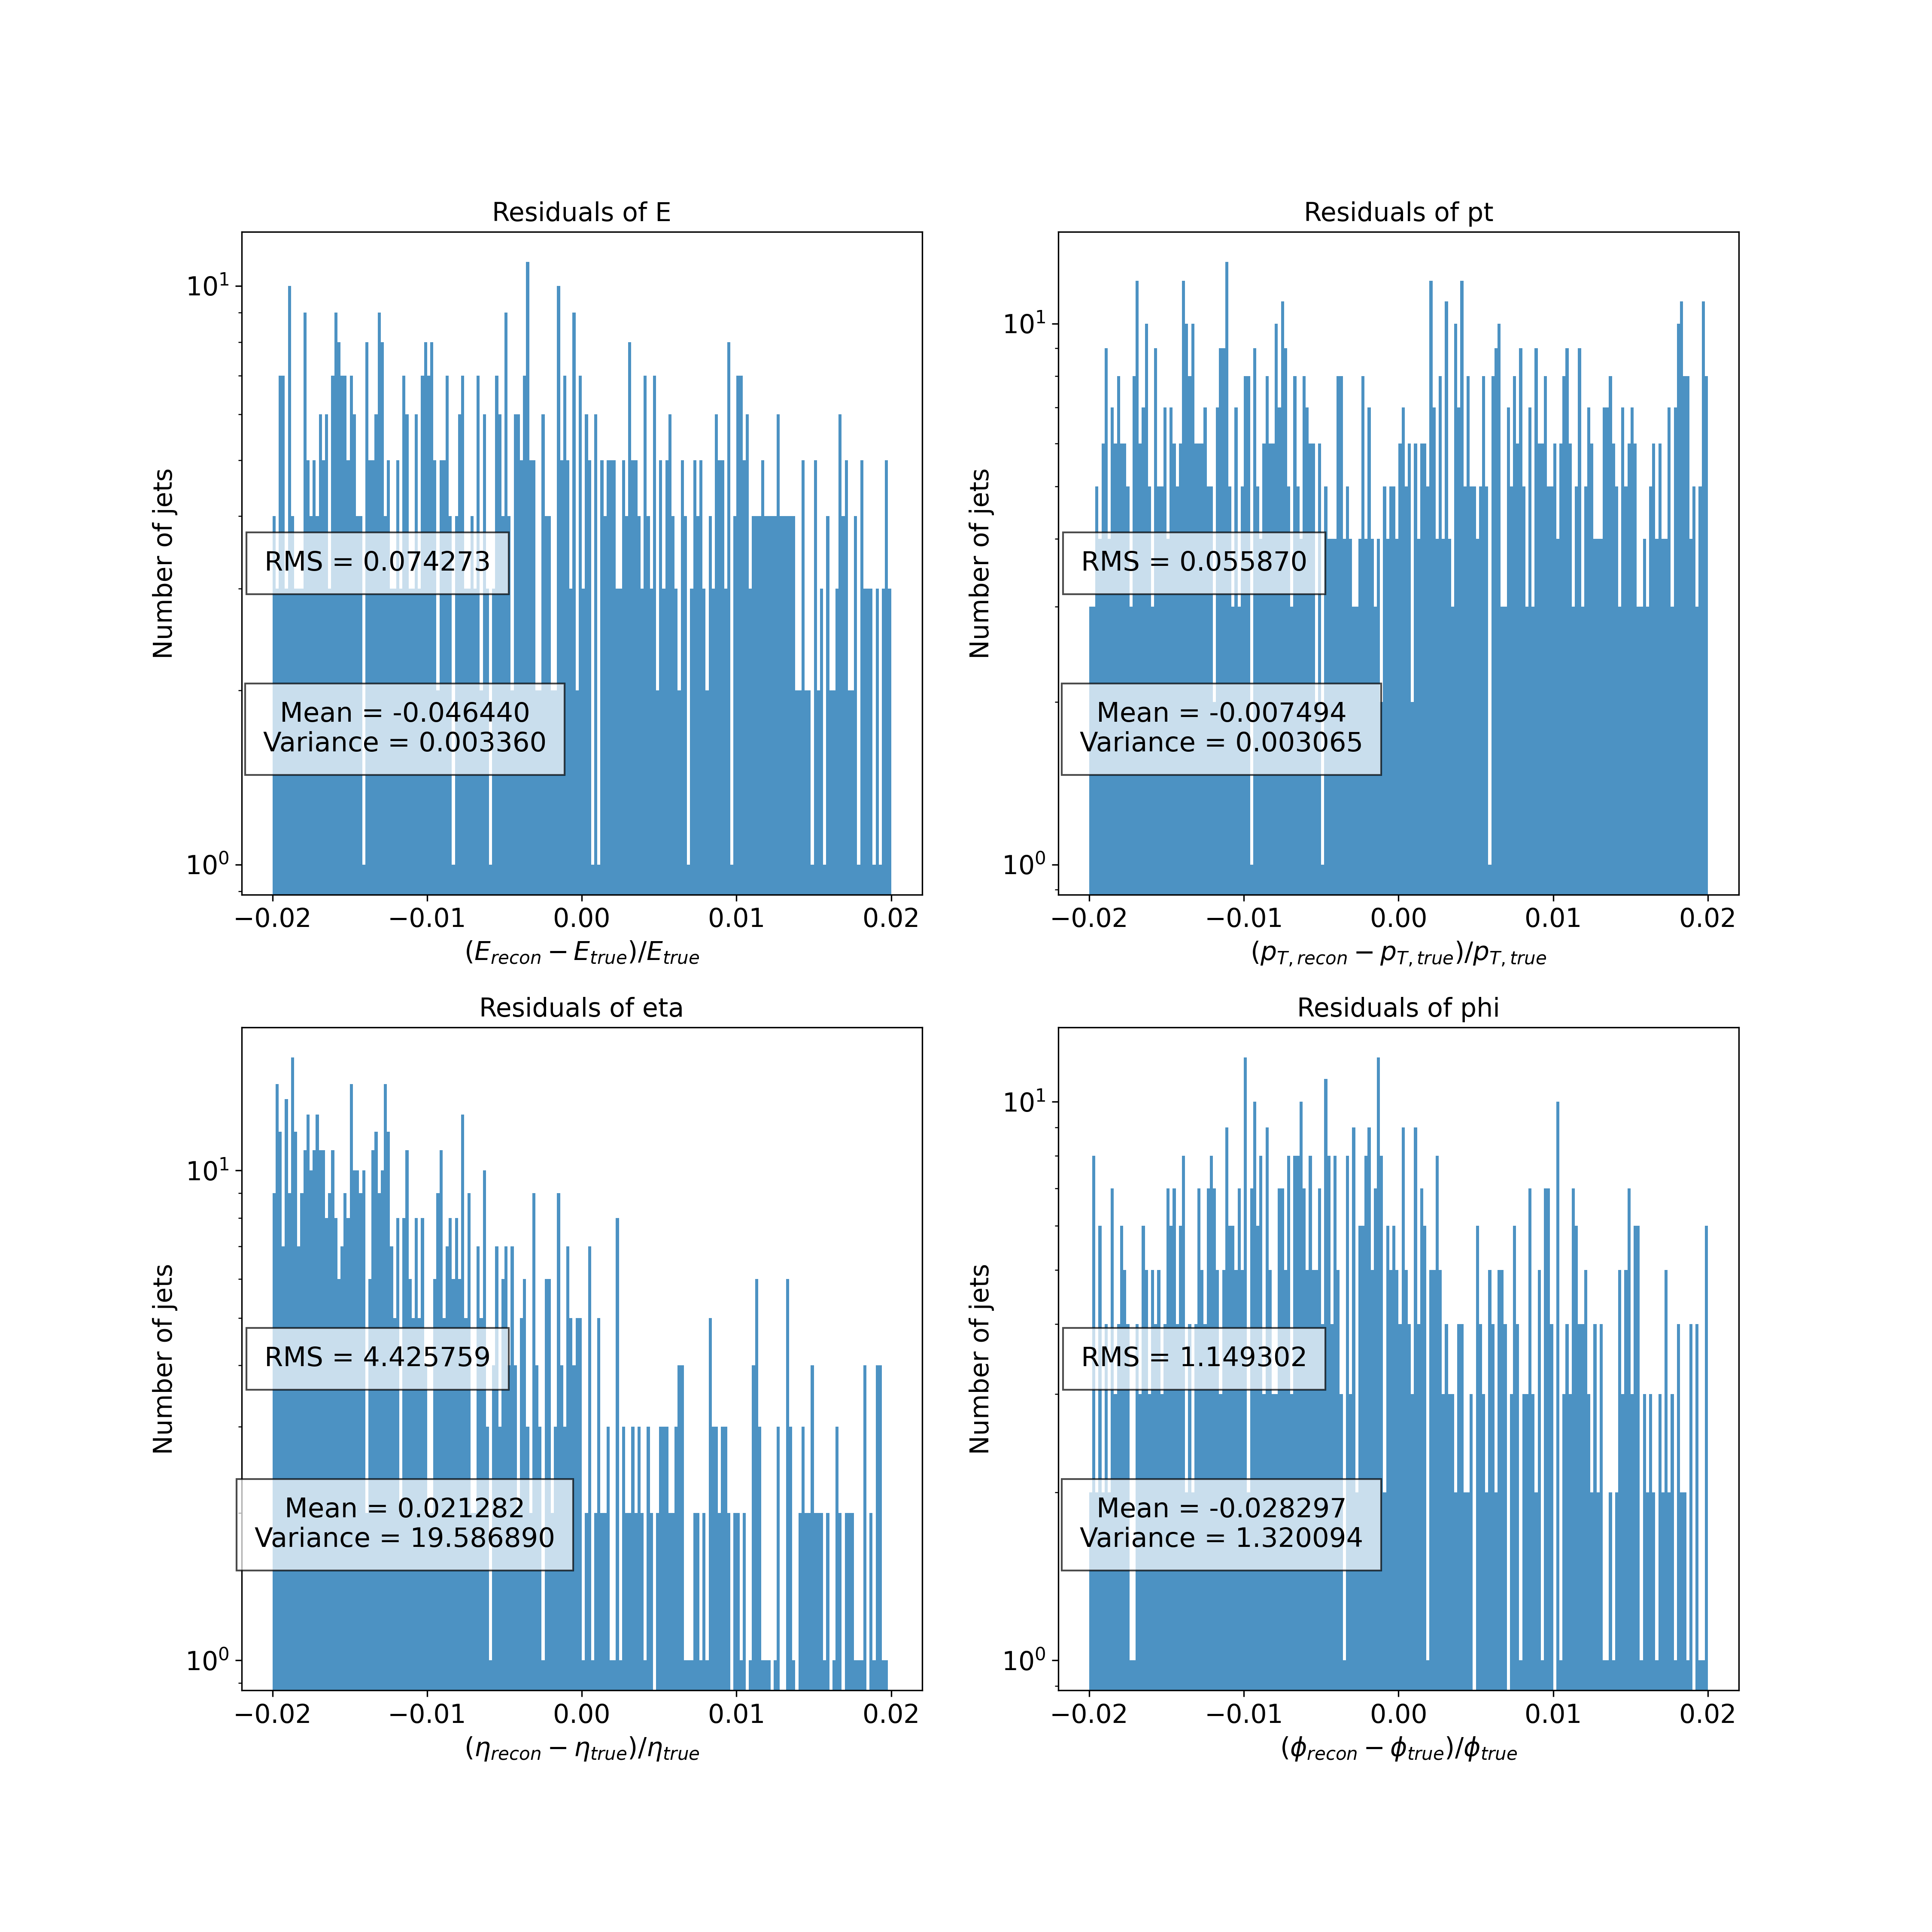 Residuals of E
Number of jets
10¹
10⁰
RMS = 0.074273
Mean = -0.046440
Variance = 0.003360
−0.02 −0.01 0.00 0.01 0.02
(E_recon − E_true)/E_true
Residuals of pt
Number of jets
10¹
10⁰
RMS = 0.055870
Mean = -0.007494
Variance = 0.003065
−0.02 −0.01 0.00 0.01 0.02
(p_T,recon − p_T,true)/p_T,true
Residuals of eta
Number of jets
10¹
10⁰
RMS = 4.425759
Mean = 0.021282
Variance = 19.586890
−0.02 −0.01 0.00 0.01 0.02
(η_recon − η_true)/η_true
Residuals of phi
Number of jets
10¹
10⁰
RMS = 1.149302
Mean = -0.028297
Variance = 1.320094
−0.02 −0.01 0.00 0.01 0.02
(ϕ_recon − ϕ_true)/ϕ_true